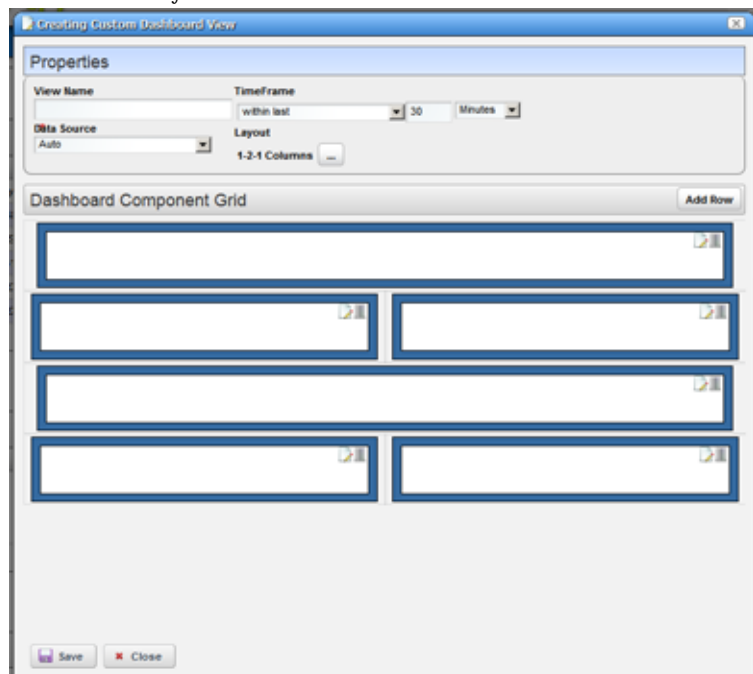 Creating Custom Dashboard View
Properties
View Name
TimeFrame
within last
30
Minutes
Data Source
Auto
Layout
1-2-1 Columns ...
Dashboard Component Grid
Add Row
Save
Close